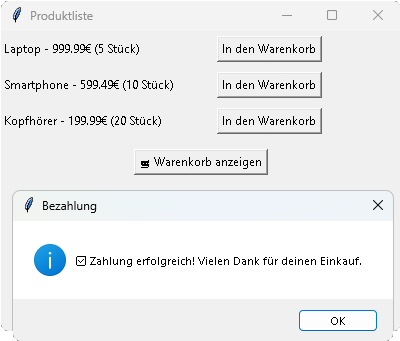 Produktliste
Laptop - 999.99€ (5 Stück) In den Warenkorb
Smartphone - 599.49€ (10 Stück) In den Warenkorb
Kopfhörer - 199.99€ (20 Stück) In den Warenkorb
Warenkorb anzeigen
Bezahlung
Zahlung erfolgreich! Vielen Dank für deinen Einkauf.
OK